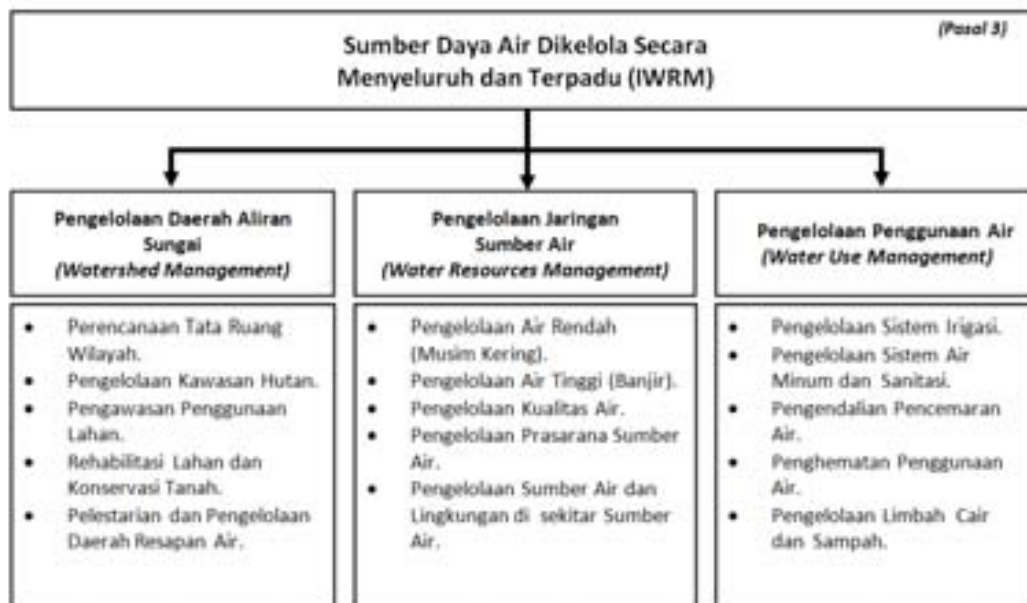 (Pasal 3)
Sumber Daya Air Dikelola Secara
Menyeluruh dan Terpadu (IWRM)
Pengelolaan Daerah Aliran
Sungai
(Watershed Management)
• Perencanaan Tata Ruang
Wilayah.
• Pengelolaan Kawasan Hutan.
• Pengawasan Penggunaan
Lahan.
• Rehabilitasi Lahan dan
Konservasi Tanah.
• Pelestarian dan Pengelolaan
Daerah Resapan Air.
Pengelolaan Jaringan
Sumber Air
(Water Resources Management)
• Pengelolaan Air Rendah
(Musim Kering).
• Pengelolaan Air Tinggi (Banjir).
• Pengelolaan Kualitas Air.
• Pengelolaan Prasarana Sumber
Air.
• Pengelolaan Sumber Air dan
Lingkungan di sekitar Sumber
Air.
Pengelolaan Penggunaan Air
(Water Use Management)
• Pengelolaan Sistem Irigasi.
• Pengelolaan Sistem Air
Minum dan Sanitasi.
• Pengendalian Pencemaran
Air.
• Penghematan Penggunaan
Air.
• Pengelolaan Limbah Cair
dan Sampah.